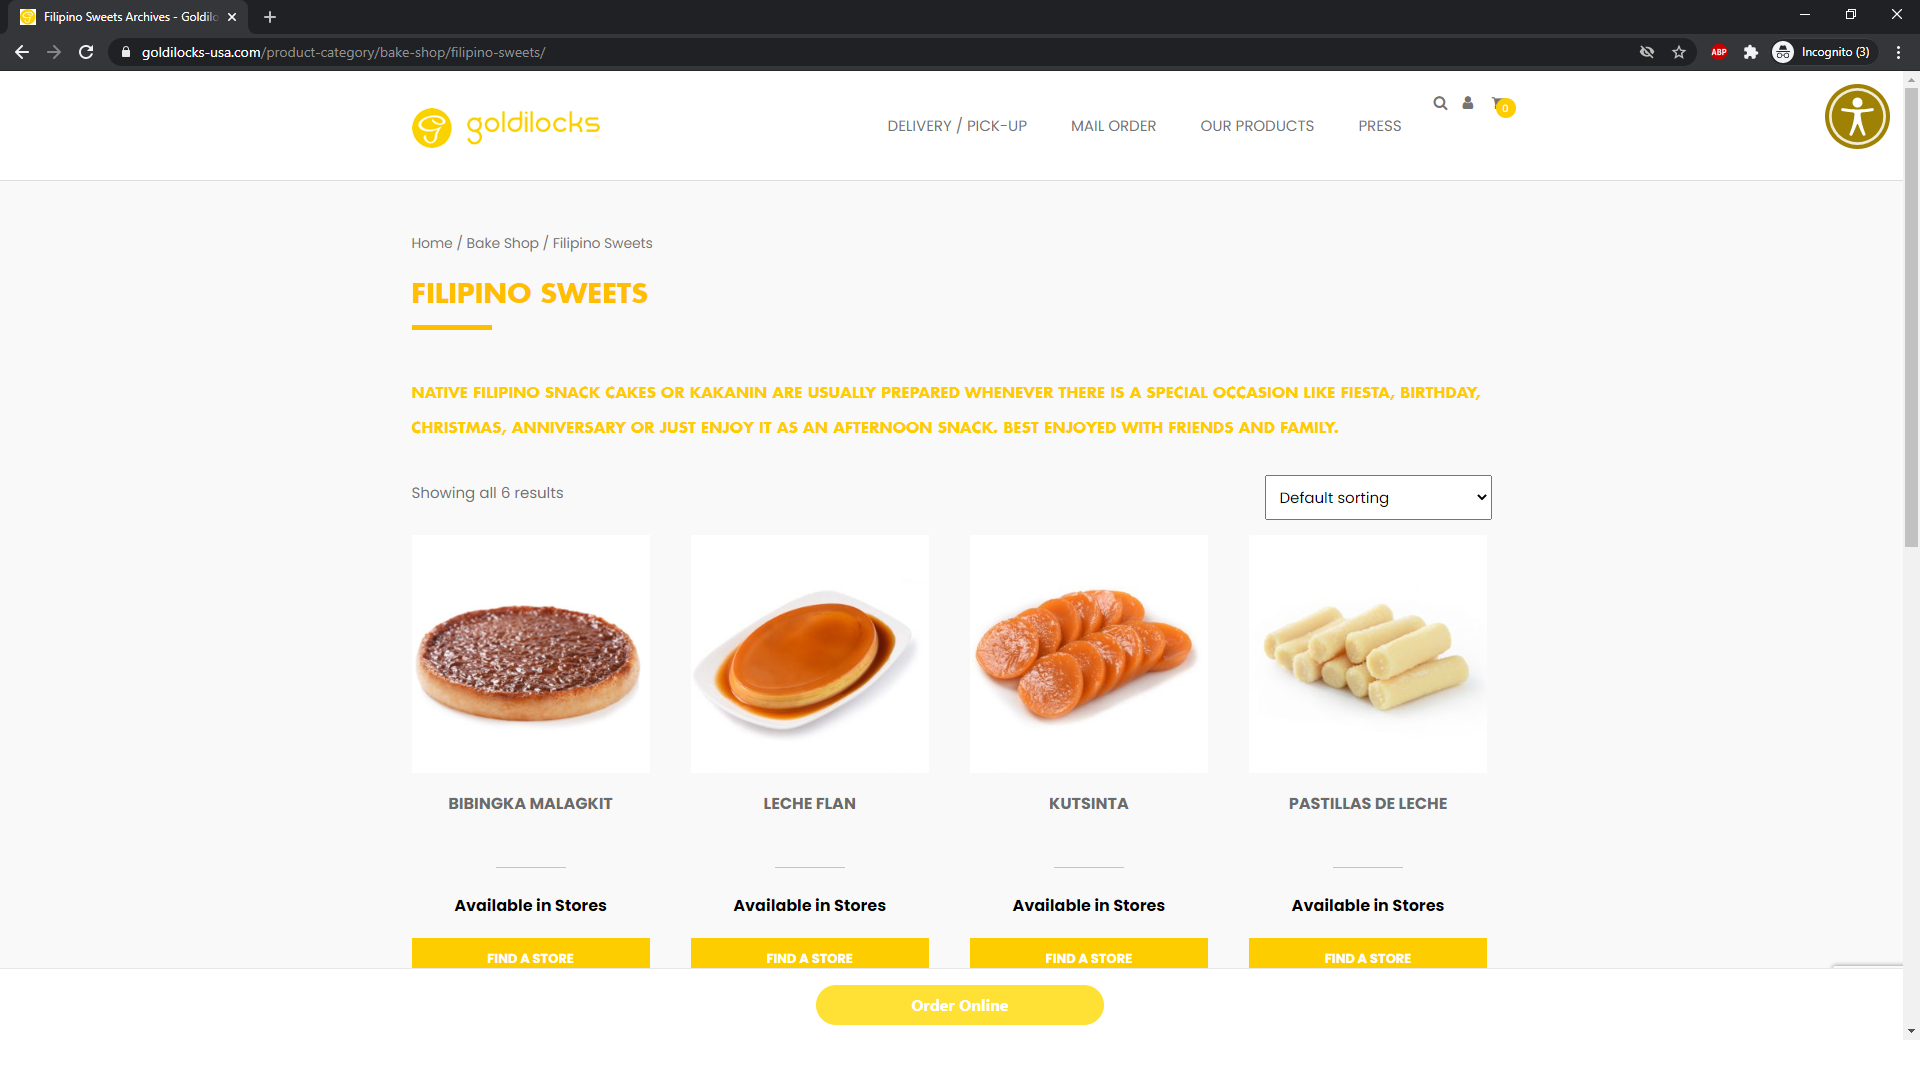 Filipino Sweets Archives - Goldilo
goldilocks-usa.com/product-category/bake-shop/filipino-sweets/
ABP
Incognito (3)
goldilocks
DELIVERY / PICK-UP
MAIL ORDER
OUR PRODUCTS
PRESS
0
Home / Bake Shop / Filipino Sweets
FILIPINO SWEETS
NATIVE FILIPINO SNACK CAKES OR KAKANIN ARE USUALLY PREPARED WHENEVER THERE IS A SPECIAL OCCASION LIKE FIESTA, BIRTHDAY,
CHRISTMAS, ANNIVERSARY OR JUST ENJOY IT AS AN AFTERNOON SNACK. BEST ENJOYED WITH FRIENDS AND FAMILY.
Showing all 6 results
Default sorting
BIBINGKA MALAGKIT
LECHE FLAN
KUTSINTA
PASTILLAS DE LECHE
Available in Stores
Available in Stores
Available in Stores
Available in Stores
FIND A STORE
FIND A STORE
FIND A STORE
FIND A STORE
Order Online